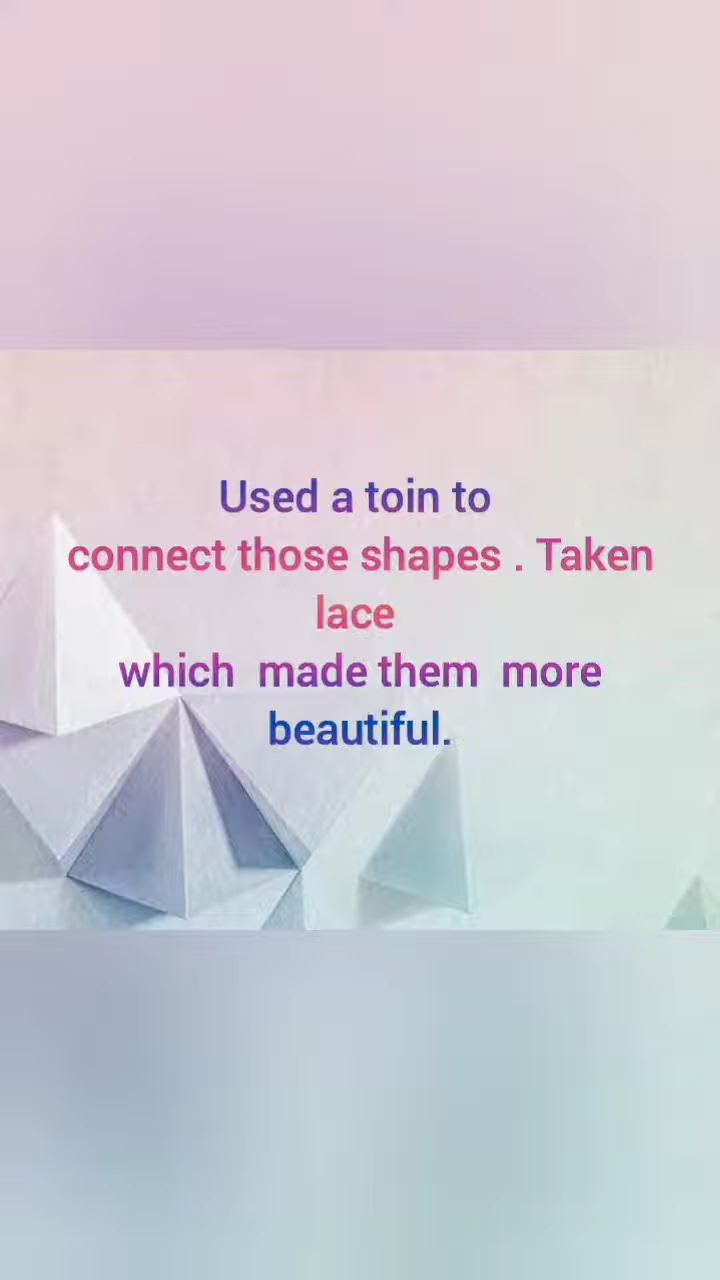 Used a toin to
connect those shapes . Taken
lace
which  made them  more
beautiful.